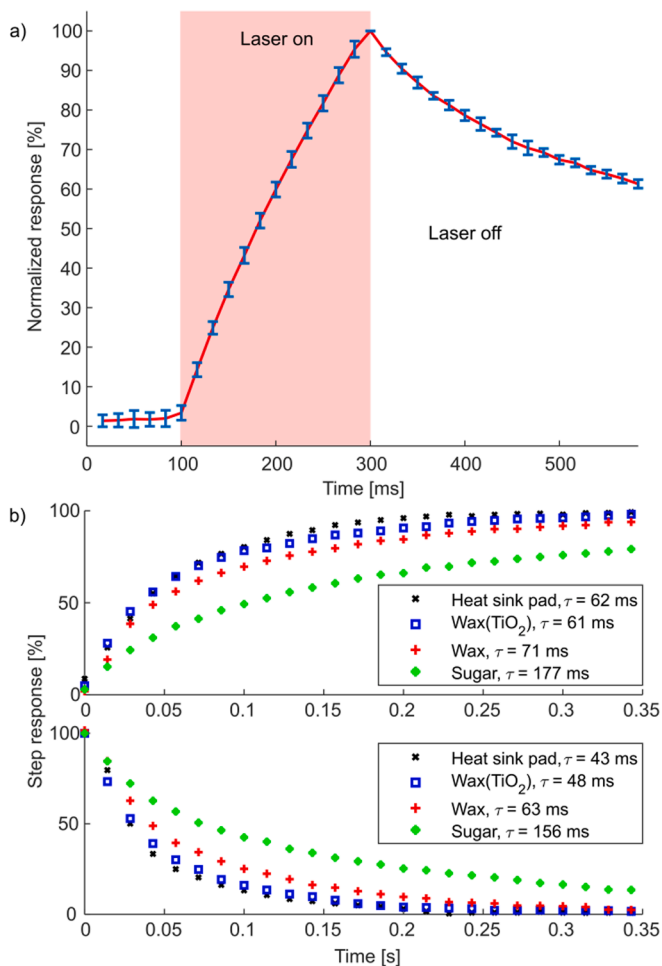 a)
Normalized response [%]
100
90
80
70
60
50
40
30
20
10
0
Laser on
Laser off
0 100 200 300 400 500
Time [ms]
b)
Step response [%]
100
50
0
Heat sink pad, τ = 62 ms
Wax(TiO₂), τ = 61 ms
Wax, τ = 71 ms
Sugar, τ = 177 ms
0 0.05 0.1 0.15 0.2 0.25 0.3 0.35
100
50
0
Heat sink pad, τ = 43 ms
Wax(TiO₂), τ = 48 ms
Wax, τ = 63 ms
Sugar, τ = 156 ms
0 0.05 0.1 0.15 0.2 0.25 0.3 0.35
Time [s]